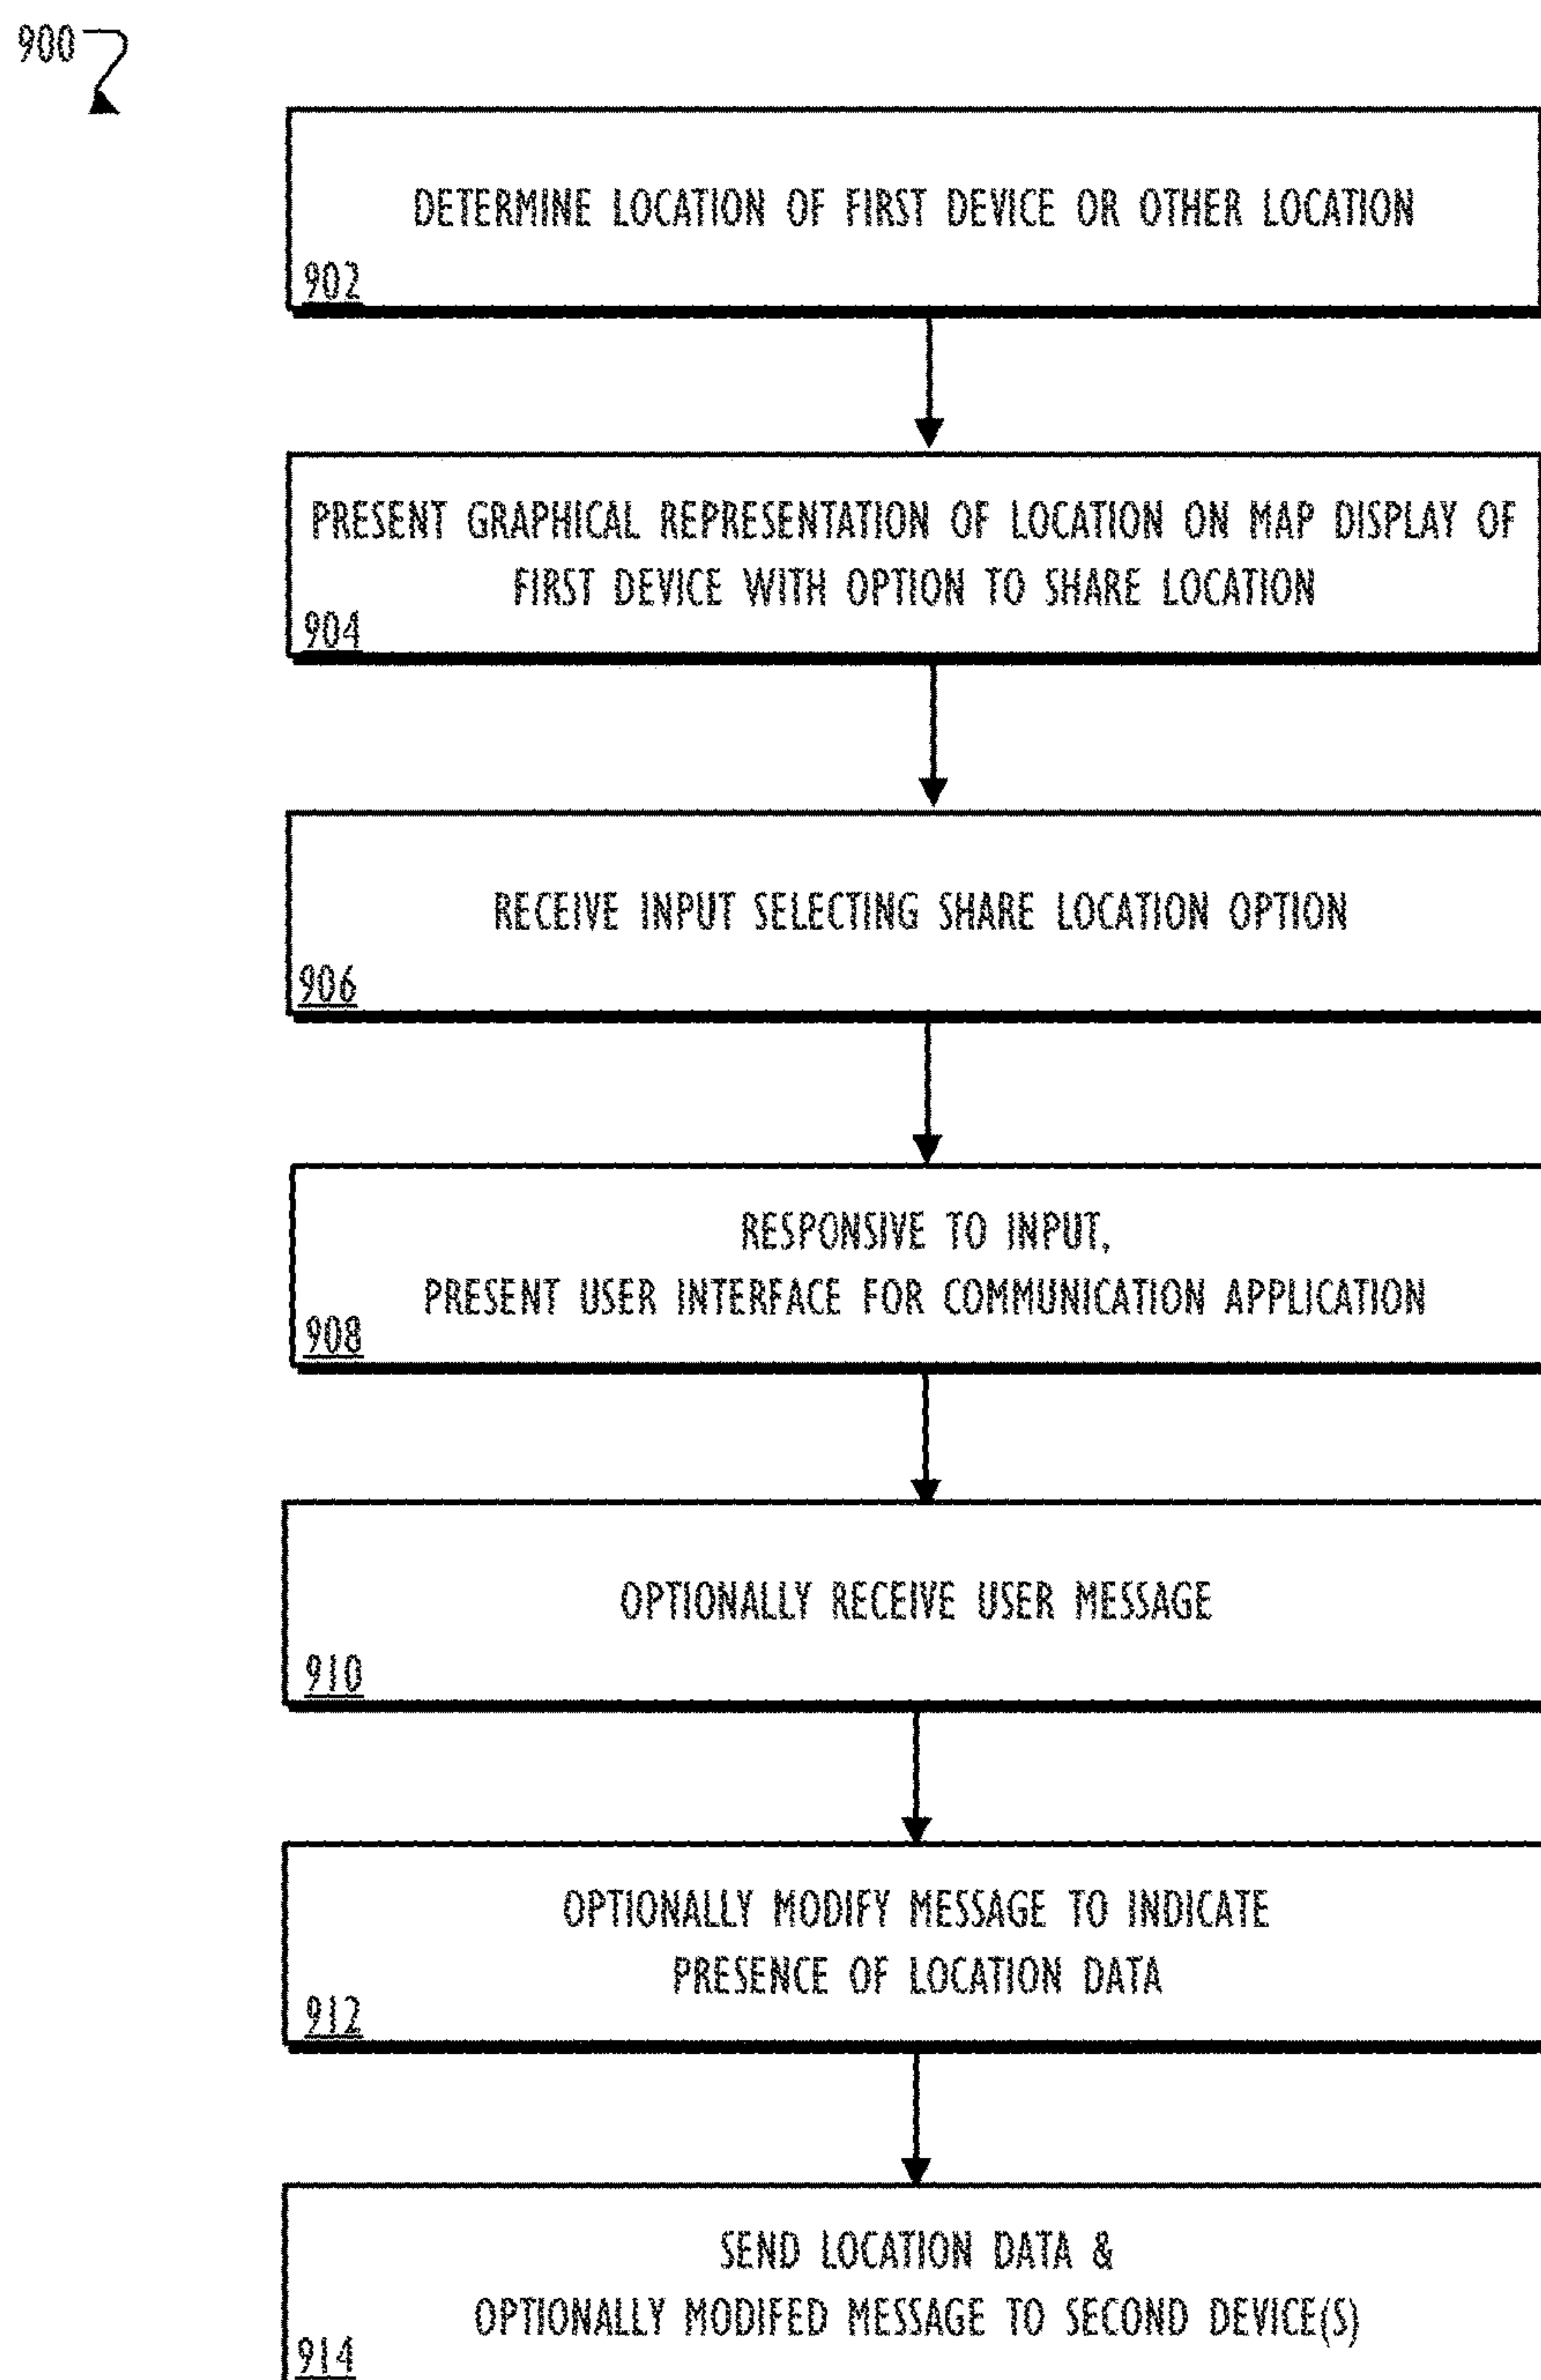 900
DETERMINE LOCATION OF FIRST DEVICE OR OTHER LOCATION
902
PRESENT GRAPHICAL REPRESENTATION OF LOCATION ON MAP DISPLAY OF
FIRST DEVICE WITH OPTION TO SHARE LOCATION
904
RECEIVE INPUT SELECTING SHARE LOCATION OPTION
906
RESPONSIVE TO INPUT,
PRESENT USER INTERFACE FOR COMMUNICATION APPLICATION
908
OPTIONALLY RECEIVE USER MESSAGE
910
OPTIONALLY MODIFY MESSAGE TO INDICATE
PRESENCE OF LOCATION DATA
912
SEND LOCATION DATA &
OPTIONALLY MODIFED MESSAGE TO SECOND DEVICE(S)
914